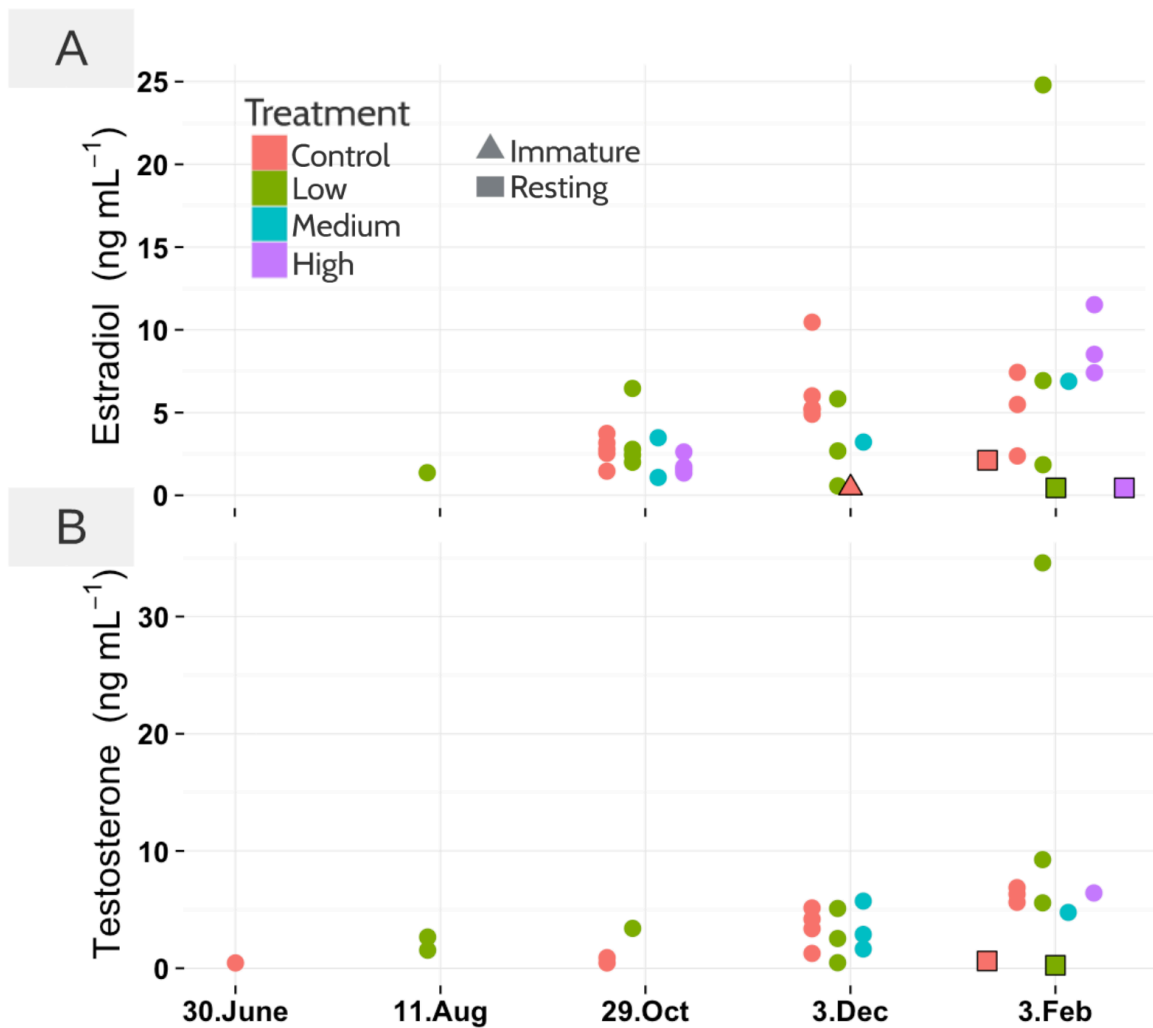 A
Estradiol (ng mL⁻¹)
25
20
15
10
5
0
Treatment
Control
Low
Medium
High
Immature
Resting
B
Testosterone (ng mL⁻¹)
30
20
10
0
30.June 11.Aug 29.Oct 3.Dec 3.Feb